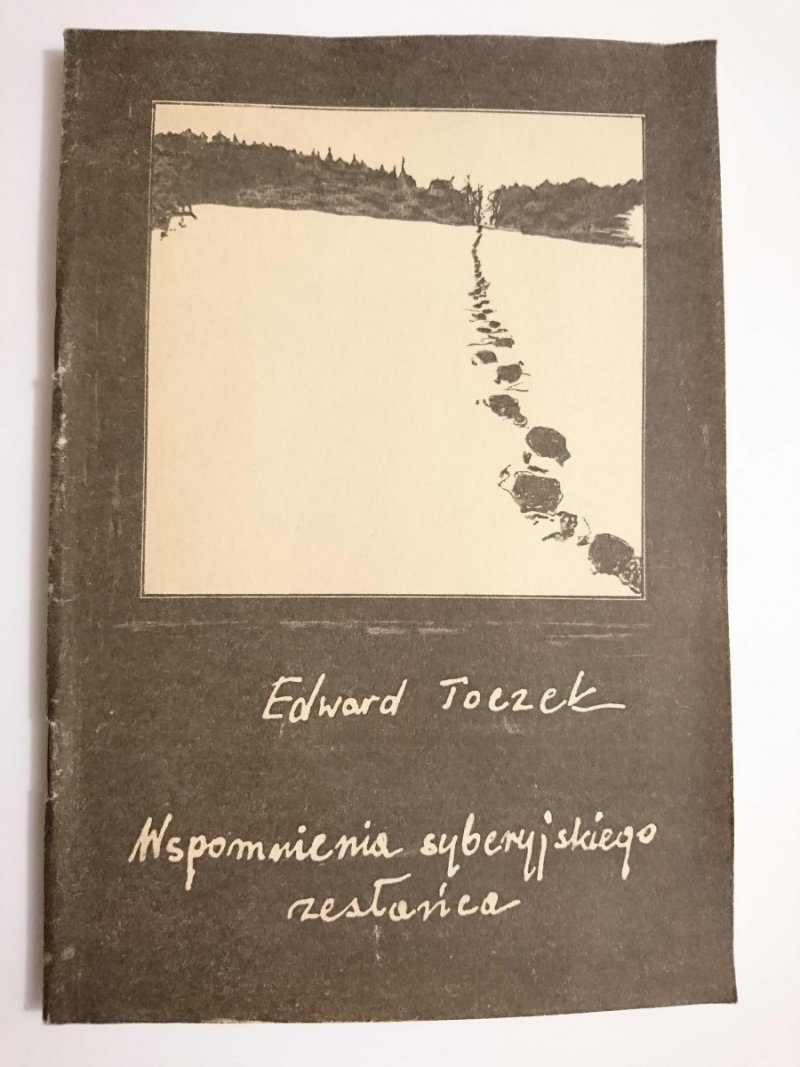 Edward Toczek
Wspomnienia syberyjskiego
zesłańca